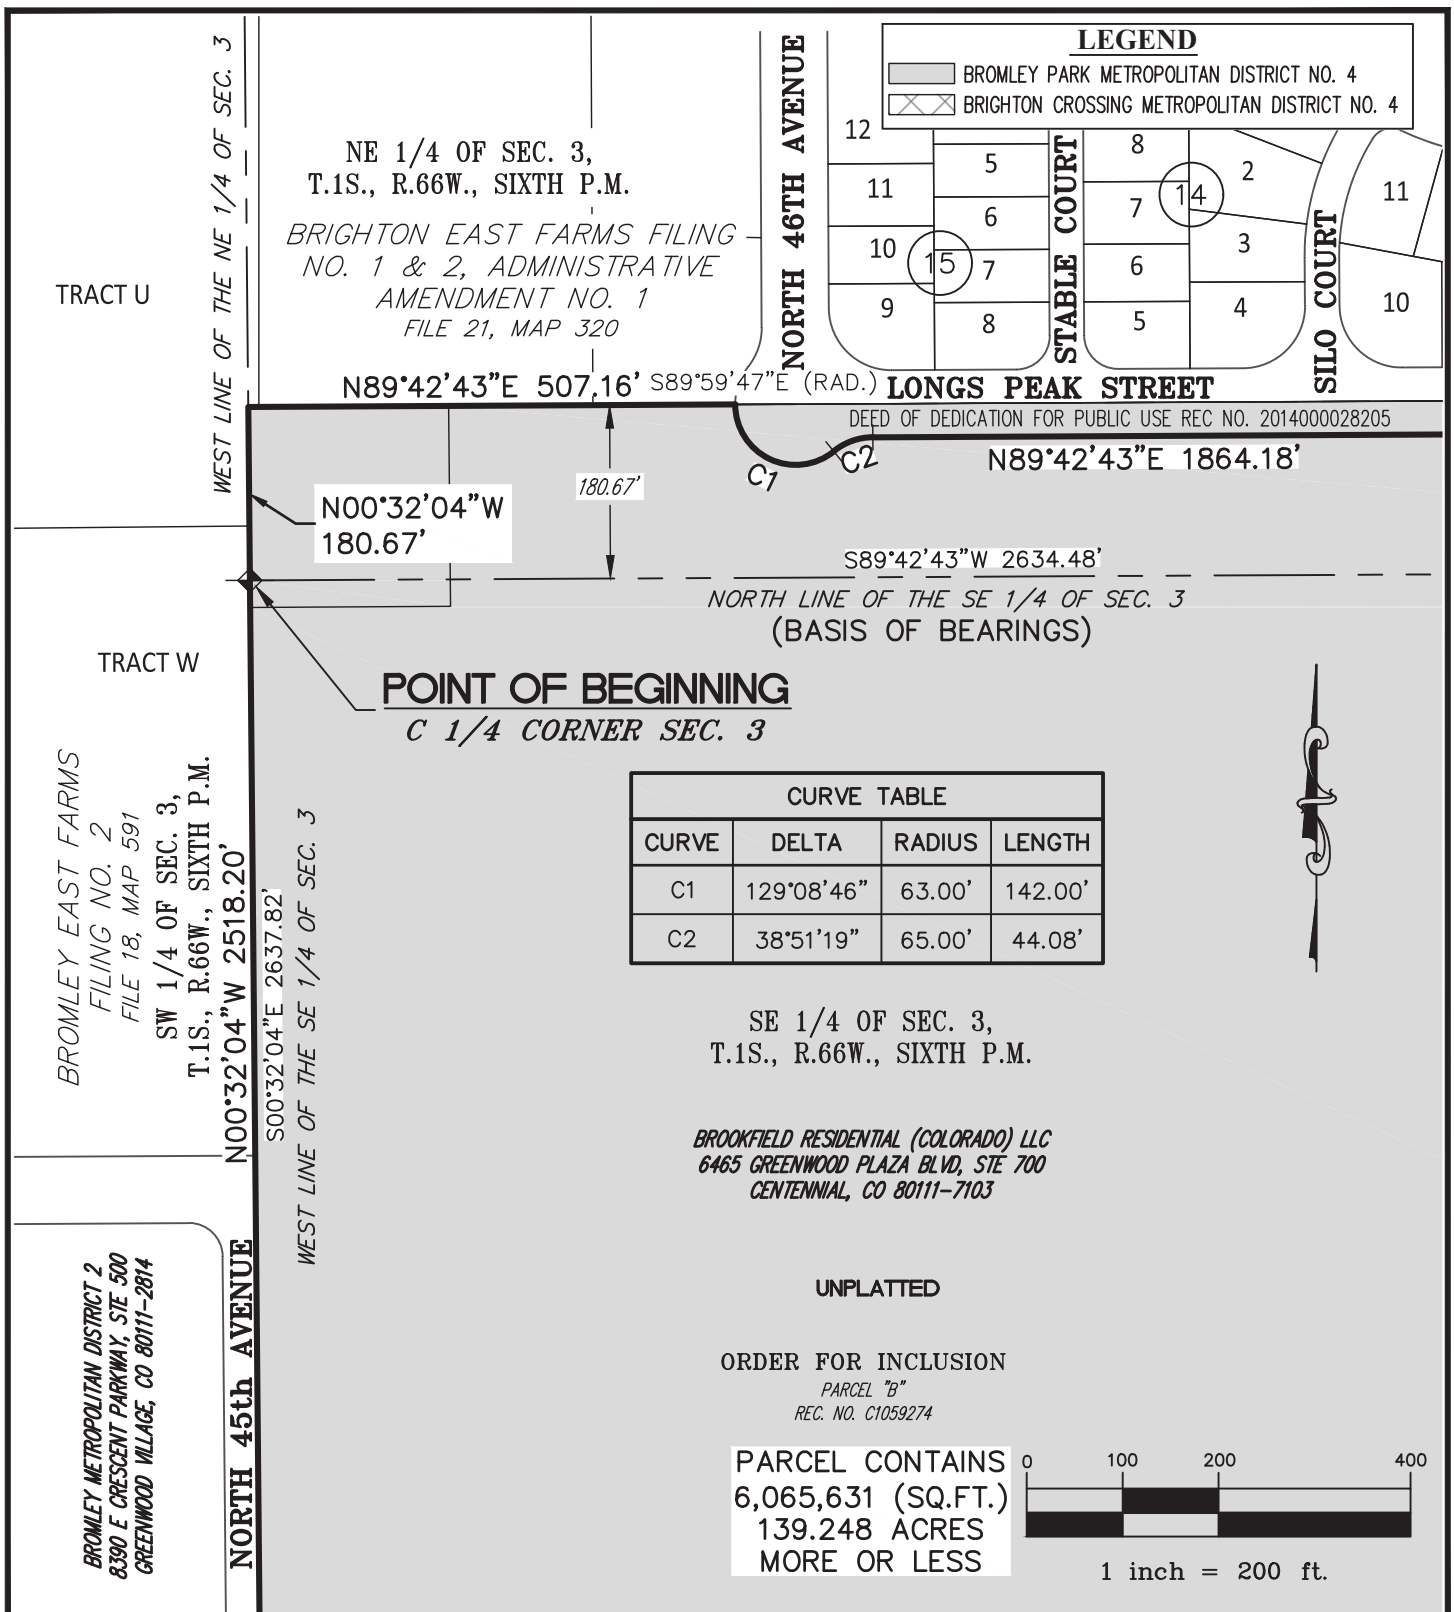 LEGEND
BROMLEY PARK METROPOLITAN DISTRICT NO. 4
BRIGHTON CROSSING METROPOLITAN DISTRICT NO. 4
WEST LINE OF THE NE 1/4 OF SEC. 3
NE 1/4 OF SEC. 3,
T.1S., R.66W., SIXTH P.M.
BRIGHTON EAST FARMS FILING
NO. 1 & 2, ADMINISTRATIVE
AMENDMENT NO. 1
FILE 21, MAP 320
TRACT U
NORTH 46TH AVENUE
12
11
10
9
5
6
7
8
15
STABLE COURT
8
7
6
5
14
2
3
4
SILO COURT
11
10
N89°42'43"E 507.16'
S89°59'47"E (RAD.)
LONGS PEAK STREET
DEED OF DEDICATION FOR PUBLIC USE REC NO. 2014000028205
C1
C2
N89°42'43"E 1864.18'
180.67'
N00°32'04"W
180.67'
S89°42'43"W 2634.48'
NORTH LINE OF THE SE 1/4 OF SEC. 3
(BASIS OF BEARINGS)
TRACT W
POINT OF BEGINNING
C 1/4 CORNER SEC. 3
BROMLEY EAST FARMS
FILING NO. 2
FILE 18, MAP 591
SW 1/4 OF SEC. 3,
T.1S., R.66W., SIXTH P.M.
N00°32'04"W 2518.20'
S00°32'04"E 2637.82'
WEST LINE OF THE SE 1/4 OF SEC. 3
CURVE TABLE
CURVE DELTA RADIUS LENGTH
C1 129°08'46" 63.00' 142.00'
C2 38°51'19" 65.00' 44.08'
SE 1/4 OF SEC. 3,
T.1S., R.66W., SIXTH P.M.
BROOKFIELD RESIDENTIAL (COLORADO) LLC
6465 GREENWOOD PLAZA BLVD, STE 700
CENTENNIAL, CO 80111-7103
UNPLATTED
ORDER FOR INCLUSION
PARCEL "B"
REC. NO. C1059274
BROMLEY METROPOLITAN DISTRICT 2
8390 E CRESCENT PARKWAY, STE 500
GREENWOOD VILLAGE, CO 80111-2814
NORTH 45th AVENUE
PARCEL CONTAINS
6,065,631 (SQ.FT.)
139.248 ACRES
MORE OR LESS
0 100 200 400
1 inch = 200 ft.